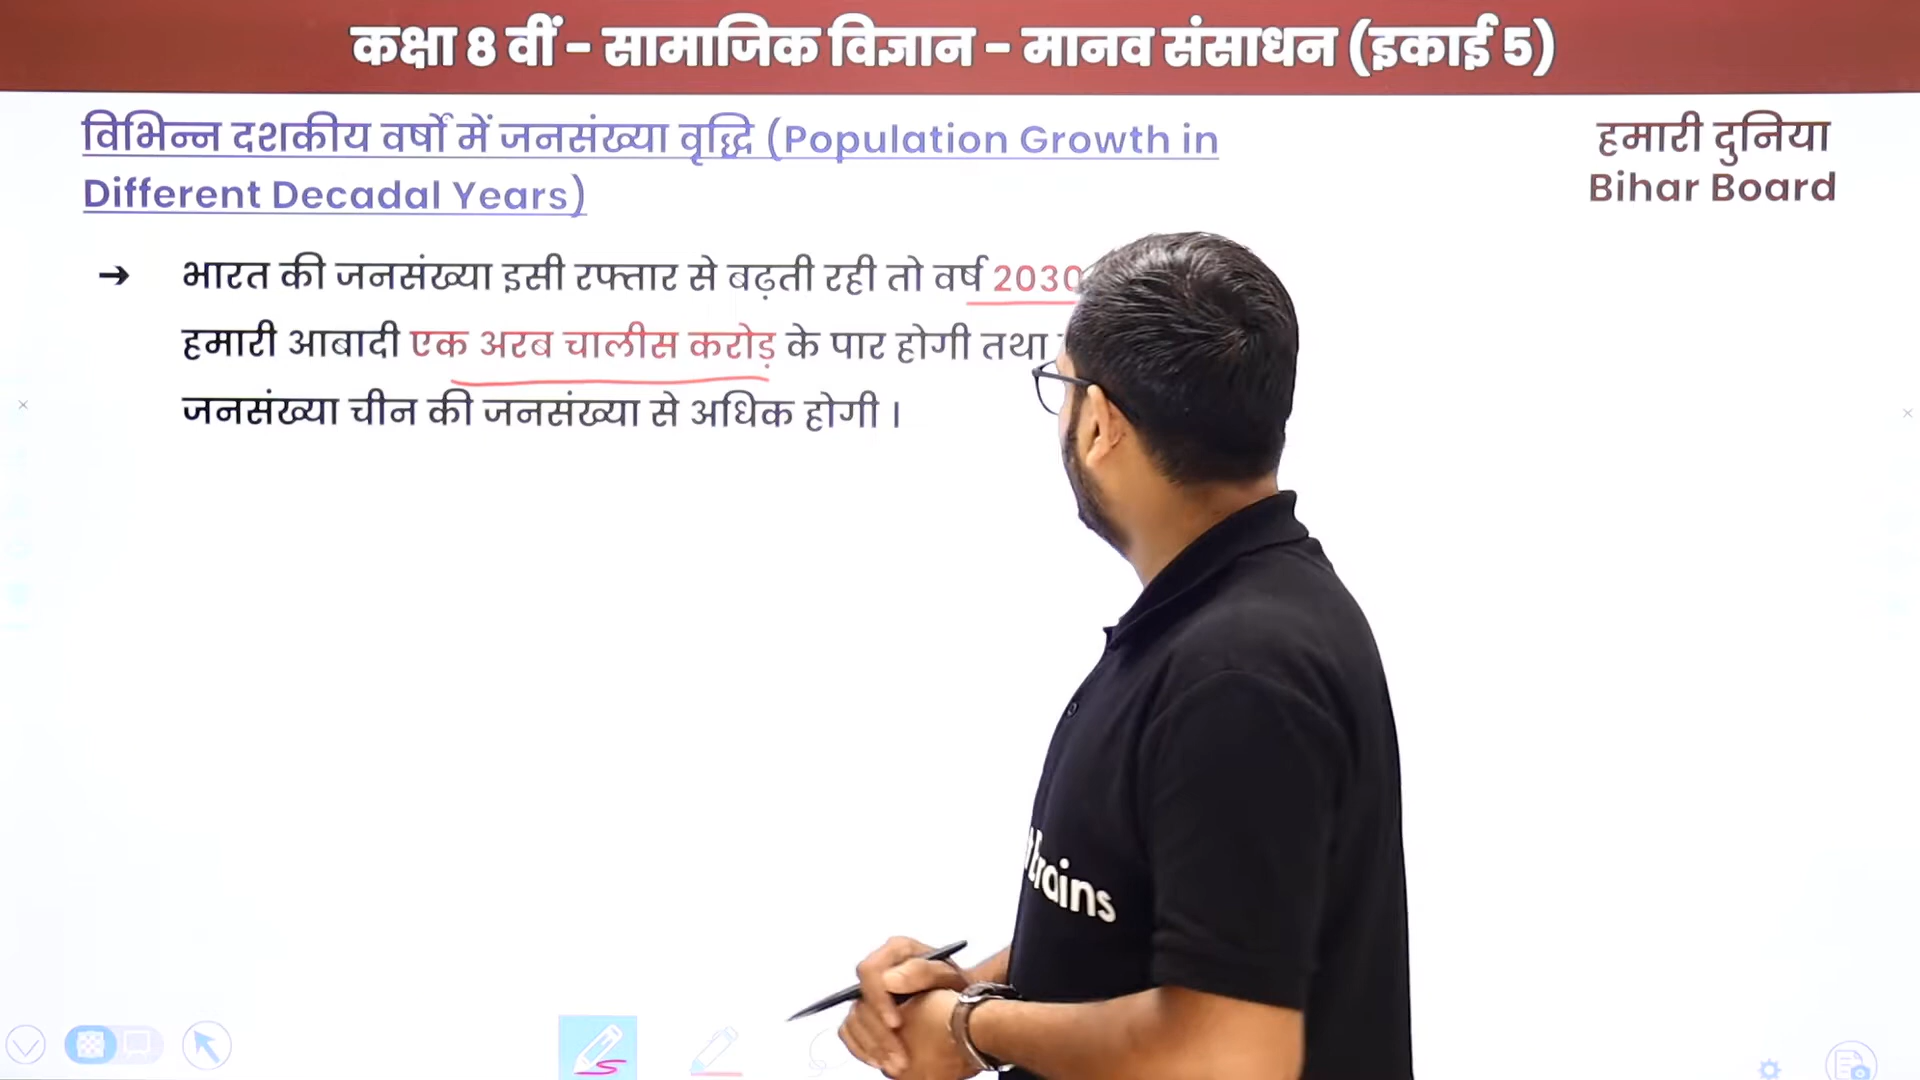 कक्षा 8 वीं - सामाजिक विज्ञान - मानव संसाधन (इकाई 5)
विभिन्न दशकीय वर्षों में जनसंख्या वृद्धि (Population Growth in
Different Decadal Years)
हमारी दुनिया
Bihar Board
➔ भारत की जनसंख्या इसी रफ्तार से बढ़ती रही तो वर्ष 2030
हमारी आबादी एक अरब चालीस करोड़ के पार होगी तथा
जनसंख्या चीन की जनसंख्या से अधिक होगी ।